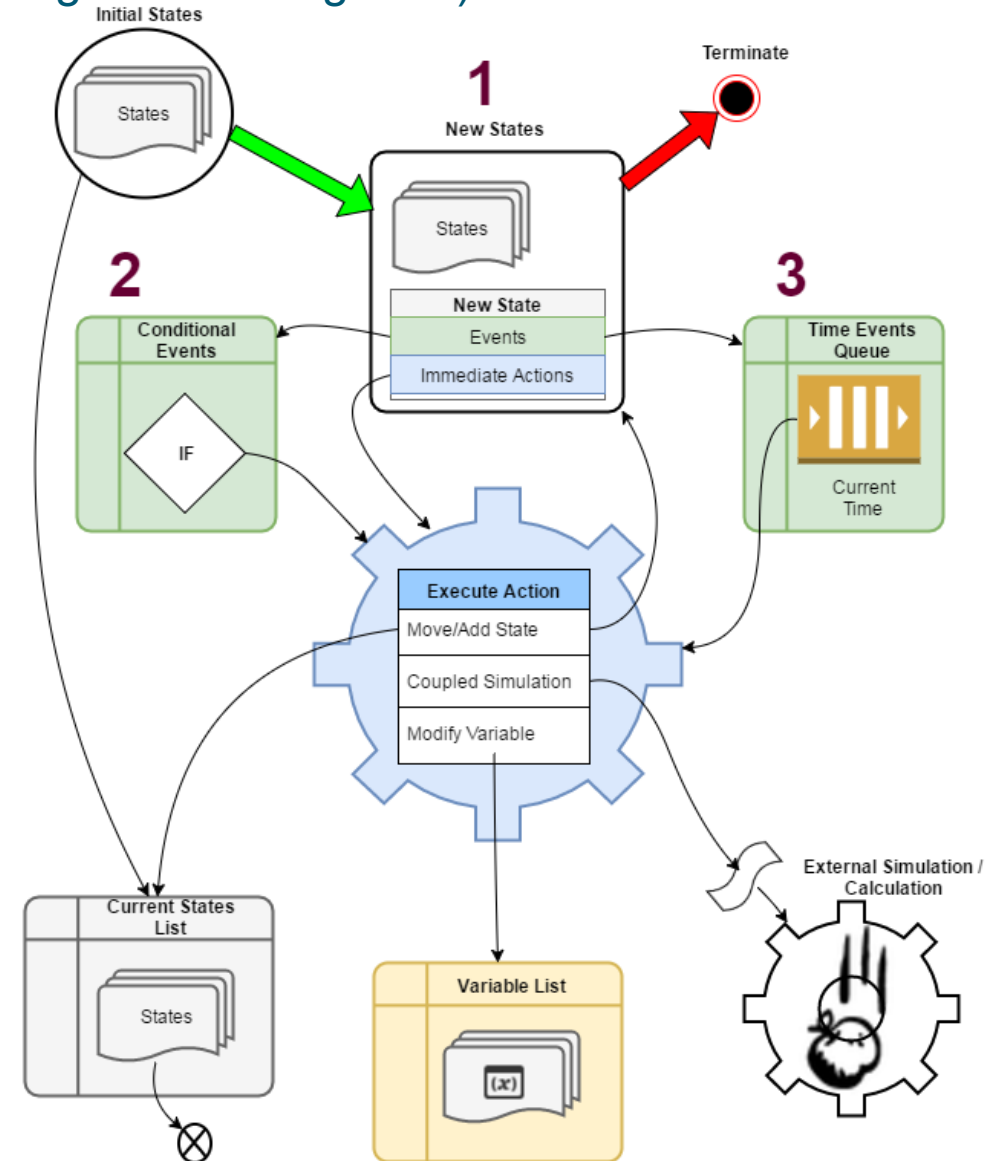 Initial States
States
1
New States
Terminate
States
New State
Events
Immediate Actions
2
Conditional
Events
IF
3
Time Events
Queue
Current
Time
Execute Action
Move/Add State
Coupled Simulation
Modify Variable
External Simulation /
Calculation
Current States
List
States
Variable List
(x)